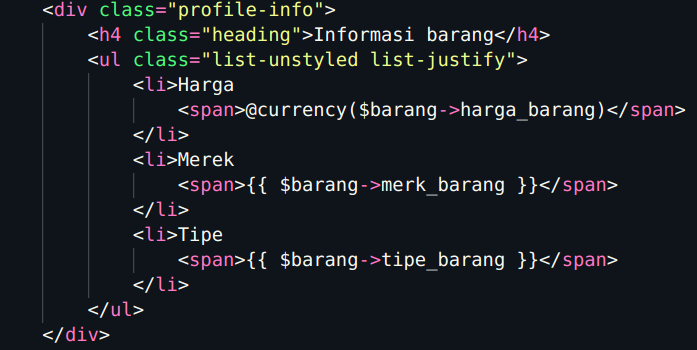 <div class="profile-info">
<h4 class="heading">Informasi barang</h4>
<ul class="list-unstyled list-justify">
<li>Harga
<span>@currency($barang->harga_barang)</span>
</li>
<li>Merek
<span>{{ $barang->merk_barang }}</span>
</li>
<li>Tipe
<span>{{ $barang->tipe_barang }}</span>
</li>
</ul>
</div>